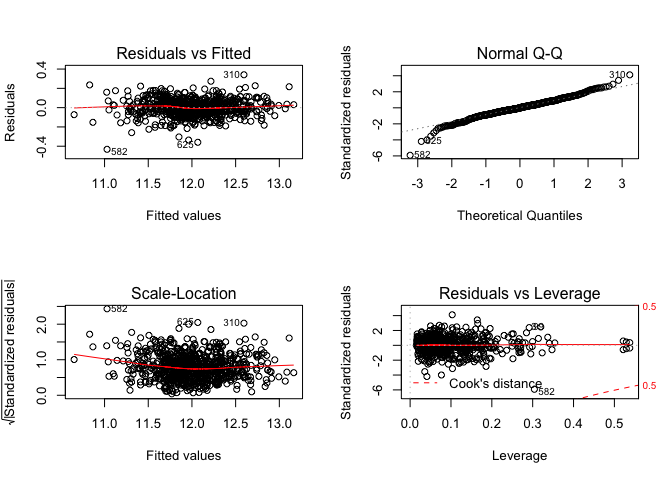 Residuals vs Fitted
Residuals
0.4
0.0
-0.4
310
625
582
11.0 11.5 12.0 12.5 13.0
Fitted values
Normal Q-Q
Standardized residuals
2
-2
-6
310
625
582
-3 -2 -1 0 1 2 3
Theoretical Quantiles
Scale-Location
√|Standardized residuals|
2.0
1.0
0.0
582
625
310
11.0 11.5 12.0 12.5 13.0
Fitted values
Residuals vs Leverage
Standardized residuals
2
-2
-6
0.5
0.5
Cook's distance
582
0.0 0.1 0.2 0.3 0.4 0.5
Leverage